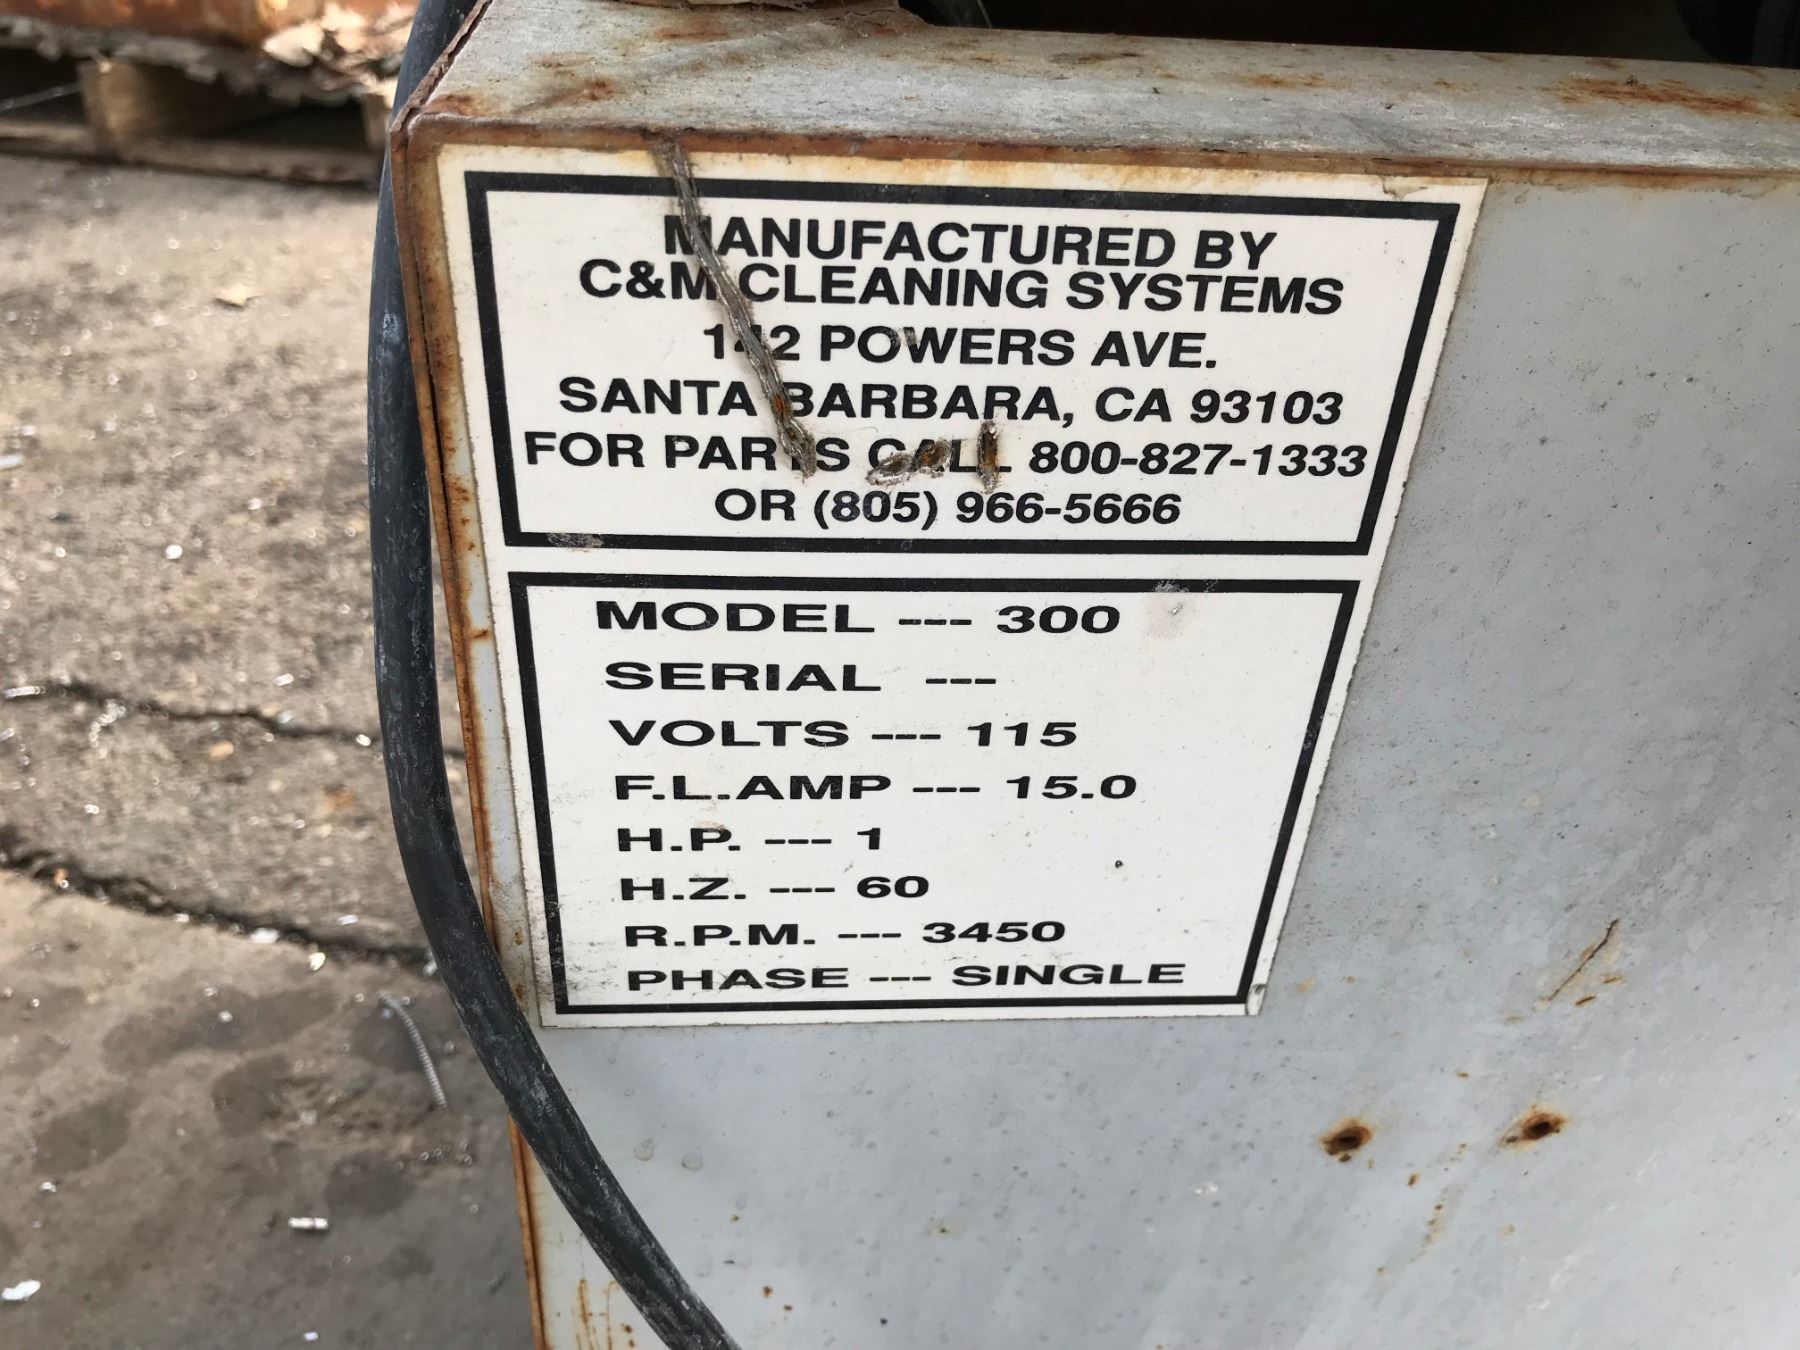 MANUFACTURED BY
C&M CLEANING SYSTEMS
142 POWERS AVE.
SANTA BARBARA, CA 93103
FOR PARTS CALL 800-827-1333
OR (805) 966-5666
MODEL --- 300
SERIAL ---
VOLTS --- 115
F.L.AMP --- 15.0
H.P. --- 1
H.Z. --- 60
R.P.M. --- 3450
PHASE --- SINGLE